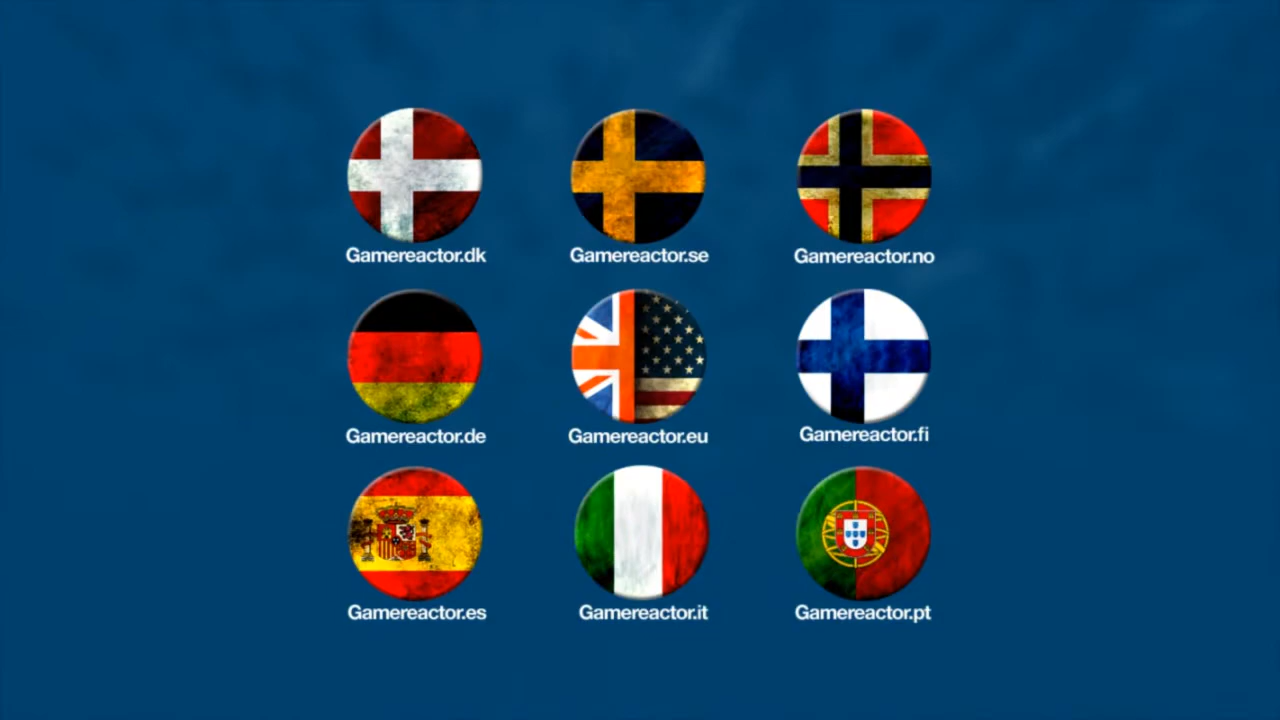 Gamereactor.dk
Gamereactor.se
Gamereactor.no
Gamereactor.de
Gamereactor.eu
Gamereactor.fi
Gamereactor.es
Gamereactor.it
Gamereactor.pt